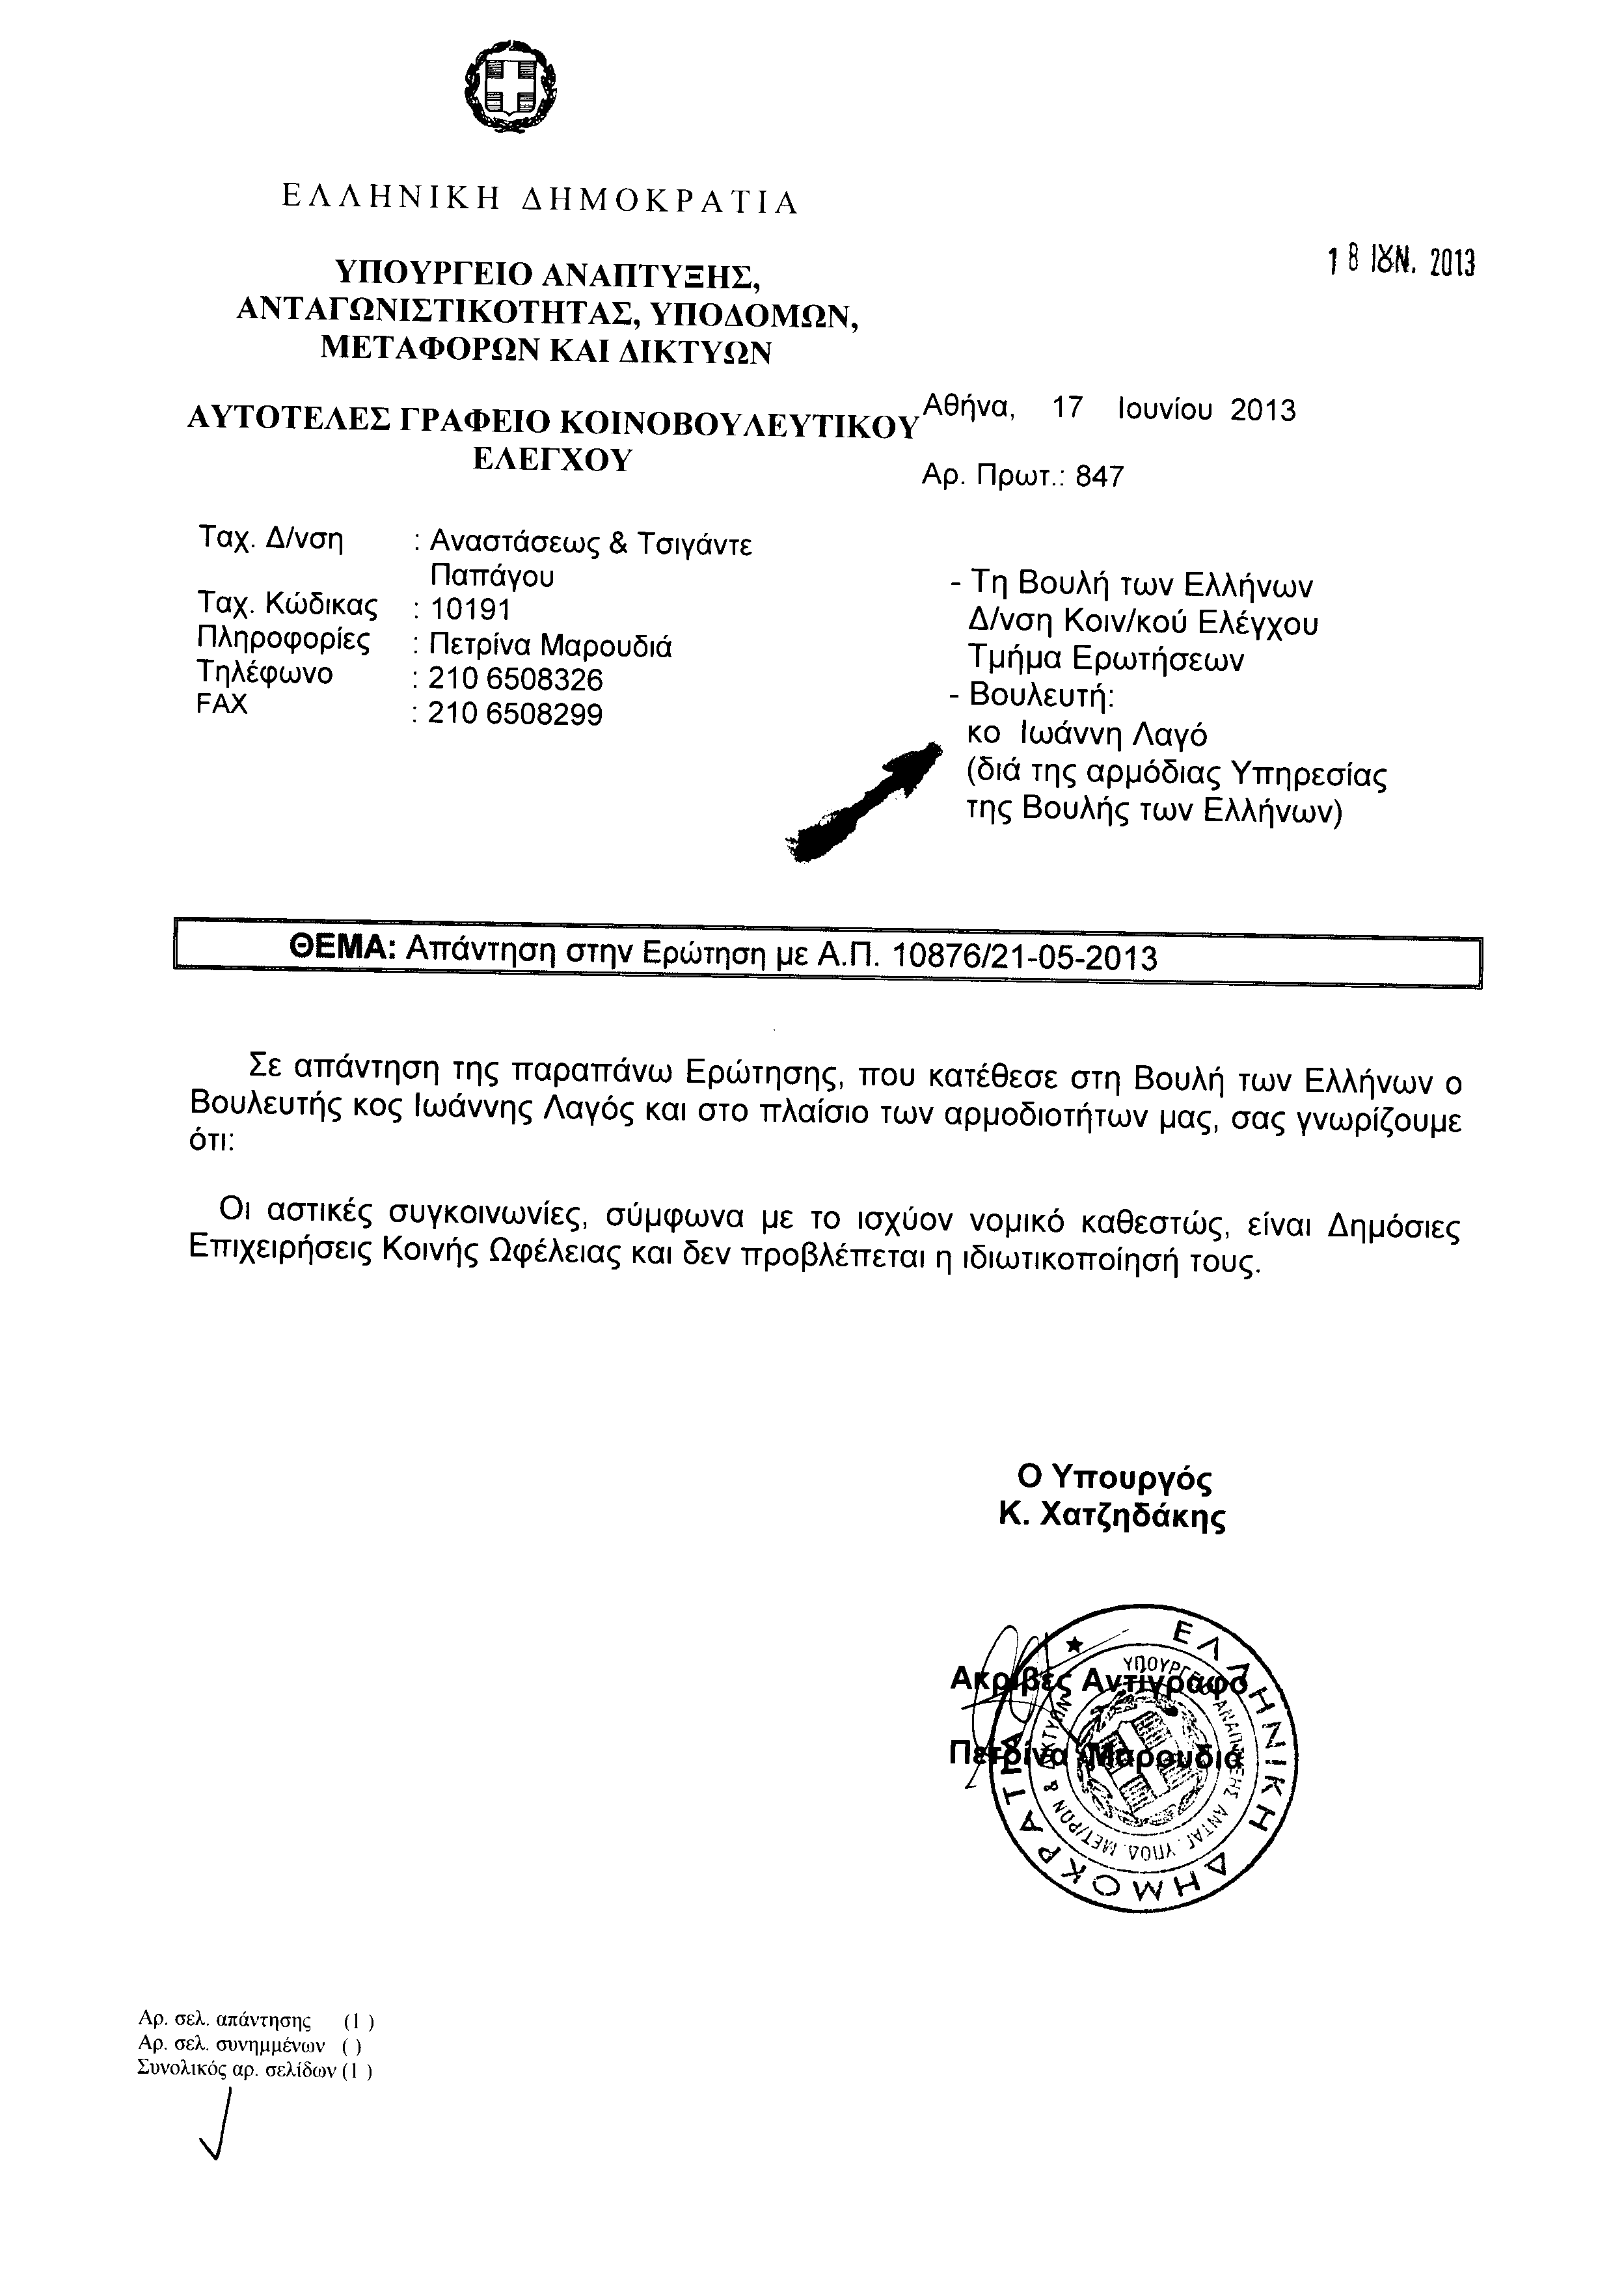 ΕΛΛΗΝΙΚΗ ΔΗΜΟΚΡΑΤΙΑ
ΥΠΟΥΡΓΕΙΟ ΑΝΑΠΤΥΞΗΣ,
ΑΝΤΑΓΩΝΙΣΤΙΚΟΤΗΤΑΣ, ΥΠΟΔΟΜΩΝ,
ΜΕΤΑΦΟΡΩΝ ΚΑΙ ΔΙΚΤΥΩΝ
18 ΙΟΥΝ. 2013
ΑΥΤΟΤΕΛΕΣ ΓΡΑΦΕΙΟ ΚΟΙΝΟΒΟΥΛΕΥΤΙΚΟΥ
ΕΛΕΓΧΟΥ
Αθήνα, 17 Ιουνίου 2013
Αρ. Πρωτ.: 847
Ταχ. Δ/νση : Αναστάσεως & Τσιγάντε
Παπάγου
Ταχ. Κώδικας : 10191
Πληροφορίες : Πετρίνα Μαρουδιά
Τηλέφωνο : 210 6508326
FAX : 210 6508299
- Τη Βουλή των Ελλήνων
Δ/νση Κοιν/κού Ελέγχου
Τμήμα Ερωτήσεων
- Βουλευτή:
κο Ιωάννη Λαγό
(διά της αρμόδιας Υπηρεσίας
της Βουλής των Ελλήνων)
ΘΕΜΑ: Απάντηση στην Ερώτηση με Α.Π. 10876/21-05-2013
Σε απάντηση της παραπάνω Ερώτησης, που κατέθεσε στη Βουλή των Ελλήνων ο
Βουλευτής κος Ιωάννης Λαγός και στο πλαίσιο των αρμοδιοτήτων μας, σας γνωρίζουμε
ότι:
Οι αστικές συγκοινωνίες, σύμφωνα με το ισχύον νομικό καθεστώς, είναι Δημόσιες
Επιχειρήσεις Κοινής Ωφέλειας και δεν προβλέπεται η ιδιωτικοποίησή τους.
Ο Υπουργός
Κ. Χατζηδάκης
Ακριβές Αντίγραφο
Πετρίνα Μαρουδιά
ΕΛΛΗΝΙΚΗ ΔΗΜΟΚΡΑΤΙΑ
ΥΠΟΥΡΓΕΙΟ ΑΝΑΠΤΥΞΗΣ ΑΝΤΑΓ. ΥΠΟΔ. ΜΕΤ/ΡΩΝ & ΔΙΚΤΥΩΝ
Αρ. σελ. απάντησης (1 )
Αρ. σελ. συνημμένων ( )
Συνολικός αρ. σελίδων (1 )